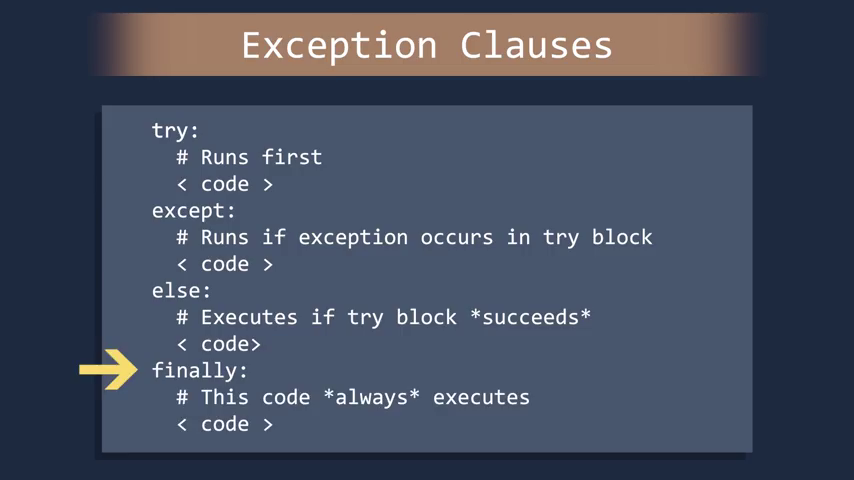 Exception Clauses
try:
# Runs first
< code >
except:
# Runs if exception occurs in try block
< code >
else:
# Executes if try block *succeeds*
< code>
finally:
# This code *always* executes
< code >